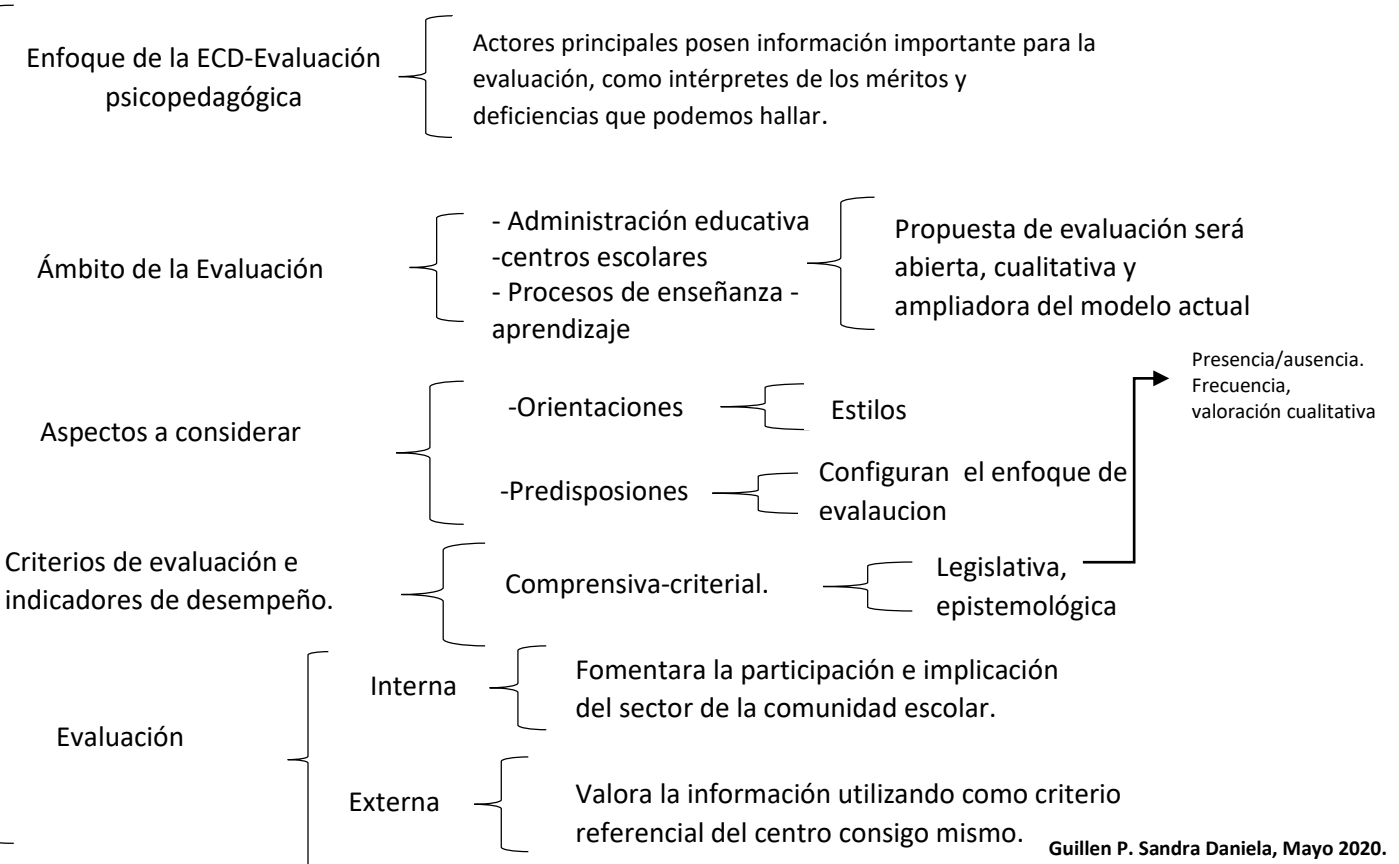 Enfoque de la ECD-Evaluación
psicopedagógica
Actores principales posen información importante para la
evaluación, como intérpretes de los méritos y
deficiencias que podemos hallar.
Ámbito de la Evaluación
- Administración educativa
-centros escolares
- Procesos de enseñanza -
aprendizaje
Propuesta de evaluación será
abierta, cualitativa y
ampliadora del modelo actual
Aspectos a considerar
-Orientaciones
Estilos
-Predisposiones
Configuran el enfoque de
evalaucion
Presencia/ausencia.
Frecuencia,
valoración cualitativa
Criterios de evaluación e
indicadores de desempeño.
Comprensiva-criterial.
Legislativa,
epistemológica
Evaluación
Interna
Fomentara la participación e implicación
del sector de la comunidad escolar.
Externa
Valora la información utilizando como criterio
referencial del centro consigo mismo.
Guillen P. Sandra Daniela, Mayo 2020.